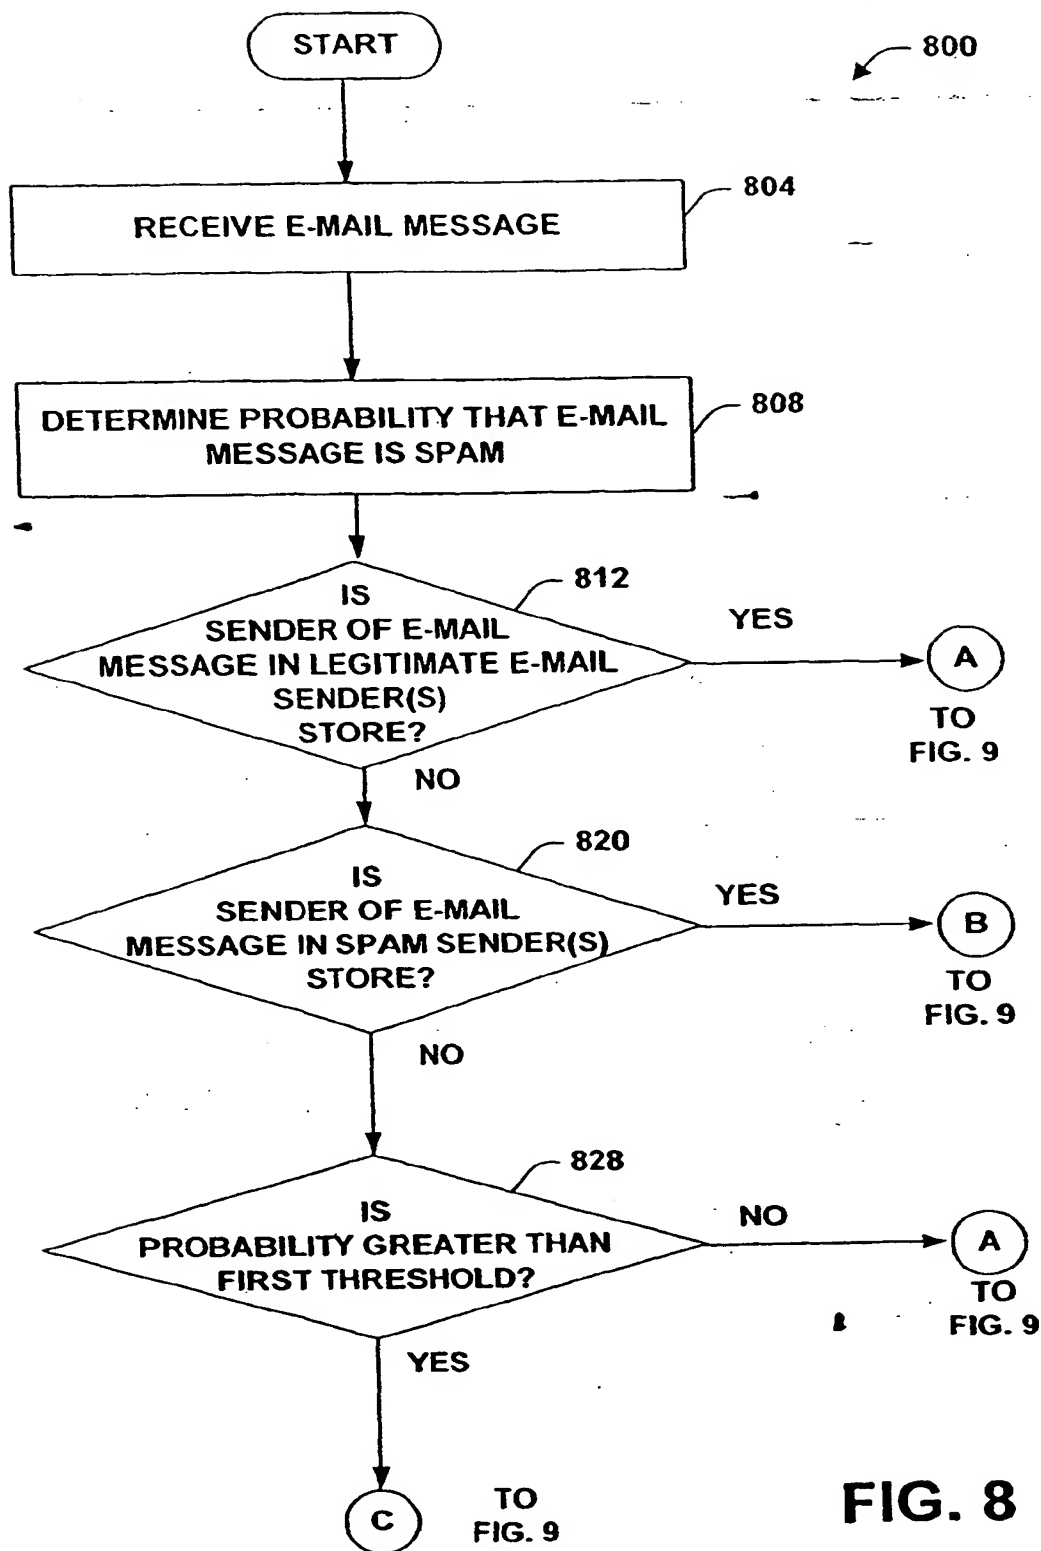 START
800
RECEIVE E-MAIL MESSAGE
804
DETERMINE PROBABILITY THAT E-MAIL
MESSAGE IS SPAM
808
IS
SENDER OF E-MAIL
MESSAGE IN LEGITIMATE E-MAIL
SENDER(S)
STORE?
812
YES
A
TO
FIG. 9
NO
IS
SENDER OF E-MAIL
MESSAGE IN SPAM SENDER(S)
STORE?
820
YES
B
TO
FIG. 9
NO
IS
PROBABILITY GREATER THAN
FIRST THRESHOLD?
828
NO
A
TO
FIG. 9
YES
C
TO
FIG. 9
FIG. 8